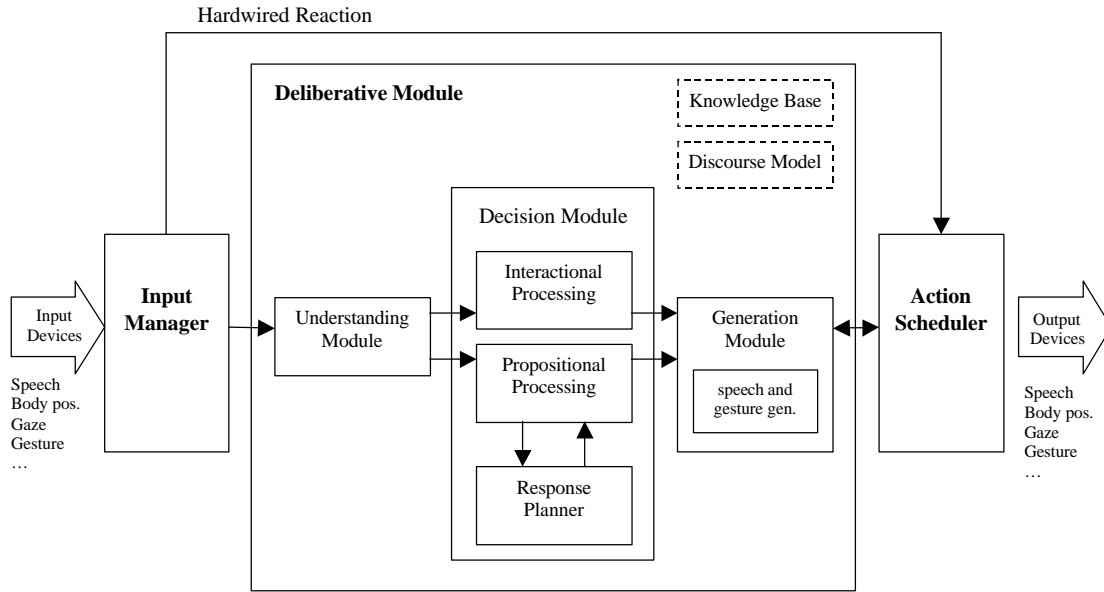 Hardwired Reaction
Deliberative Module
Knowledge Base
Discourse Model
Decision Module
Input
Manager
Input
Devices
Speech
Body pos.
Gaze
Gesture
…
Understanding
Module
Interactional
Processing
Propositional
Processing
Response
Planner
Generation
Module
speech and
gesture gen.
Action
Scheduler
Output
Devices
Speech
Body pos.
Gaze
Gesture
…